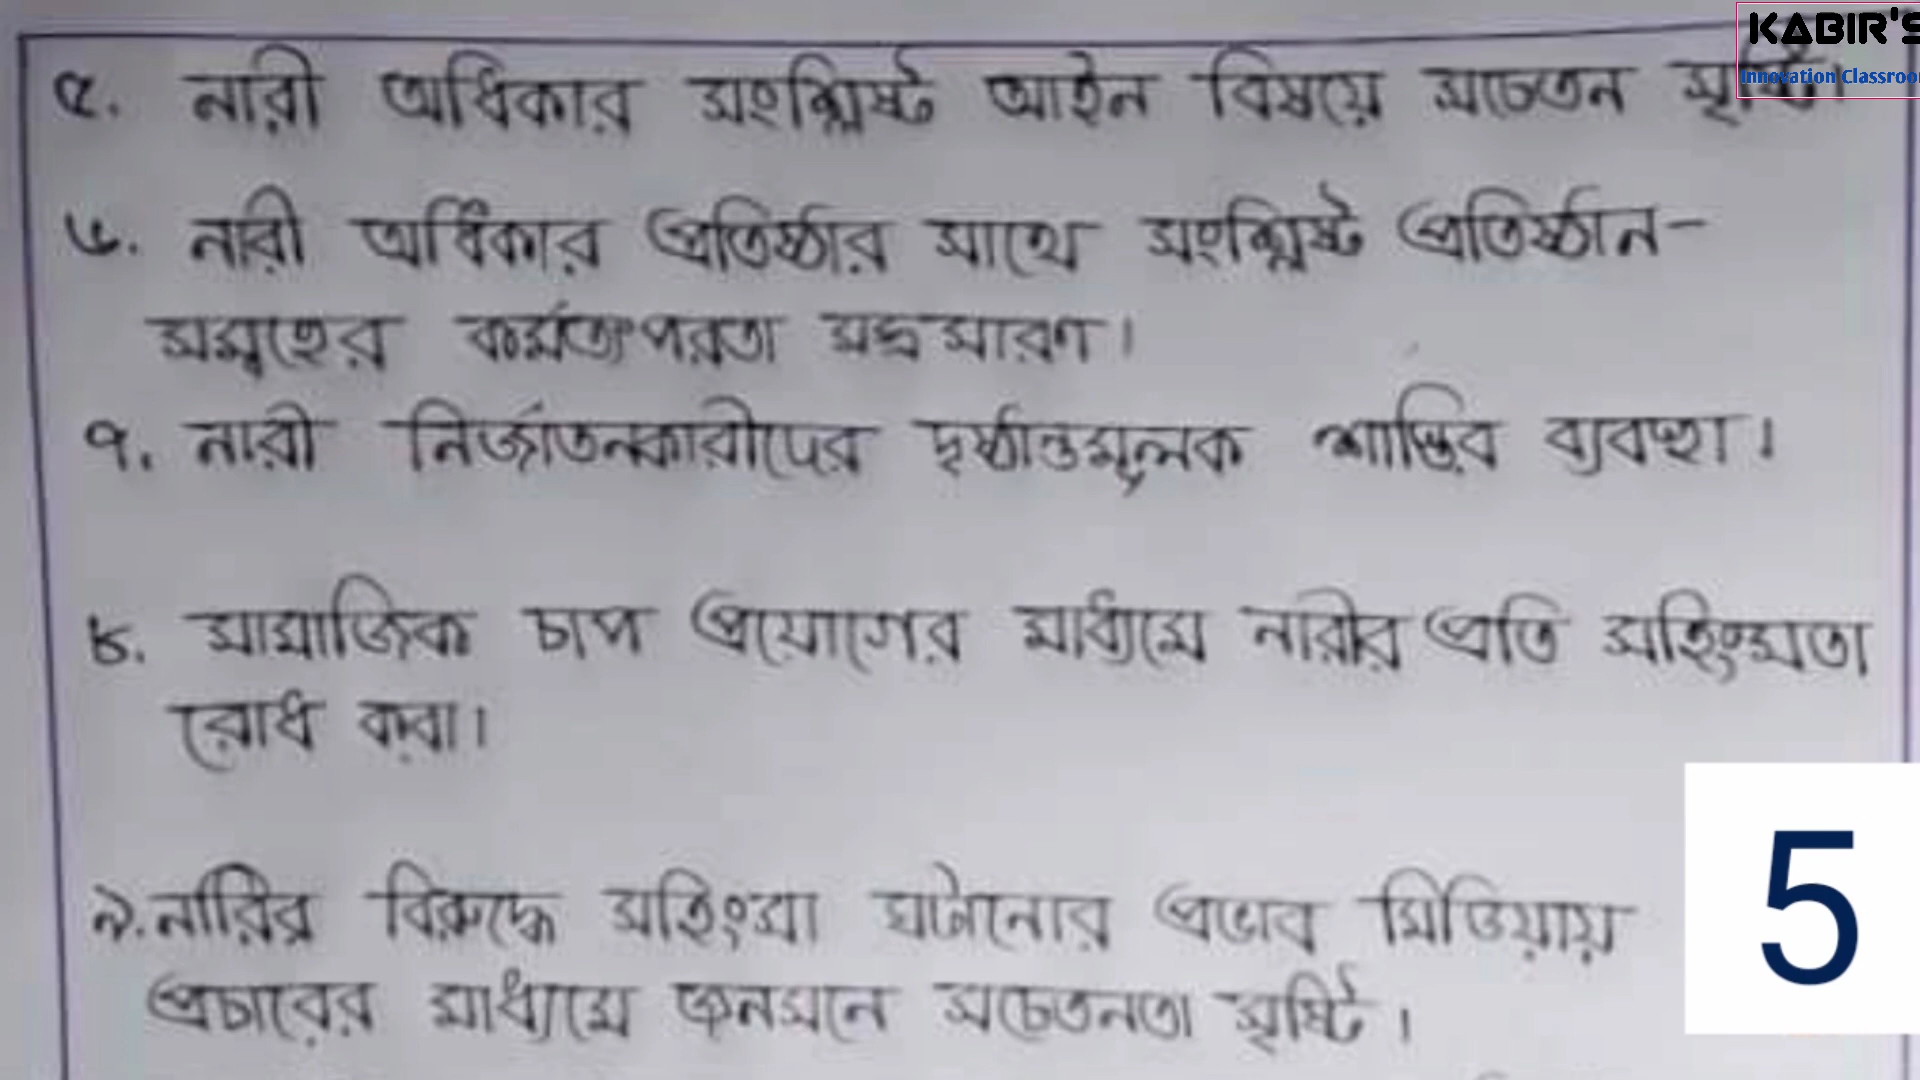 KABIR'S
Innovation Classroo
৫. নারী অধিকার সংশ্লিষ্ট আইন বিষয়ে সচেতন সৃষ্টি।
৬. নারী অধিকার প্রতিষ্ঠার সাথে সংশ্লিষ্ট প্রতিষ্ঠান-
সমূহের কর্মতৎপরতা সম্প্রসারণ।
৭. নারী নির্জাতনকারীদের দৃষ্ঠান্তমূলক শাস্তির ব্যবস্থা।
৮. সামাজিক চাপ প্রয়োগের মাধ্যমে নারীর প্রতি সহিংসতা
রোধ করা।
৯. নারির বিরুদ্ধে সহিংসা ঘটানোর প্রভাব মিডিয়ায়
প্রচারের মাধ্যমে জনমনে সচেতনতা সৃষ্টি।
5